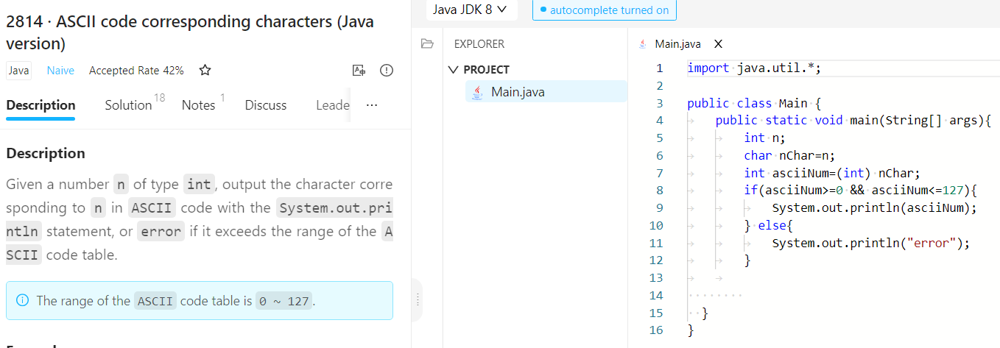 2814 · ASCII code corresponding characters (Java
version)
Java Naive Accepted Rate 42%
Description Solution 18 Notes 1 Discuss Leade ...
Description
Given a number n of type int, output the character corre
sponding to n in ASCII code with the System.out.pri
ntln statement, or error if it exceeds the range of the A
SCII code table.
The range of the ASCII code table is 0 ~ 127.
Java JDK 8
autocomplete turned on
EXPLORER
PROJECT
Main.java
Main.java X
1 import java.util.*;
2
3 public class Main {
4 public static void main(String[] args){
5 int n;
6 char nChar=n;
7 int asciiNum=(int) nChar;
8 if(asciiNum>=0 && asciiNum<=127){
9 System.out.println(asciiNum);
10 } else{
11 System.out.println("error");
12 }
13
14
15 }
16 }